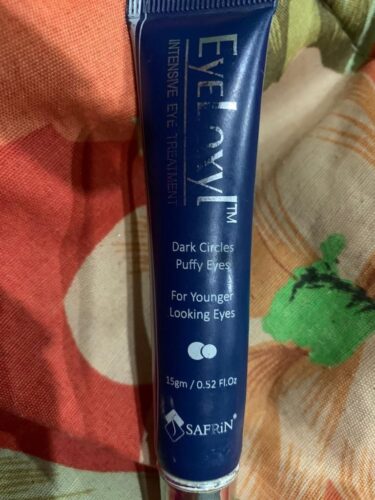 EyeLoxyl™
INTENSIVE EYE TREATMENT
Dark Circles
Puffy Eyes
For Younger
Looking Eyes
15gm / 0.52 Fl.Oz
SAFRiN®